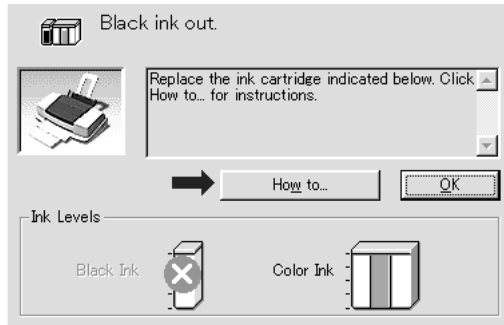 Black ink out.
Replace the ink cartridge indicated below. Click
How to... for instructions.
How to...
OK
Ink Levels
Black Ink
Color Ink